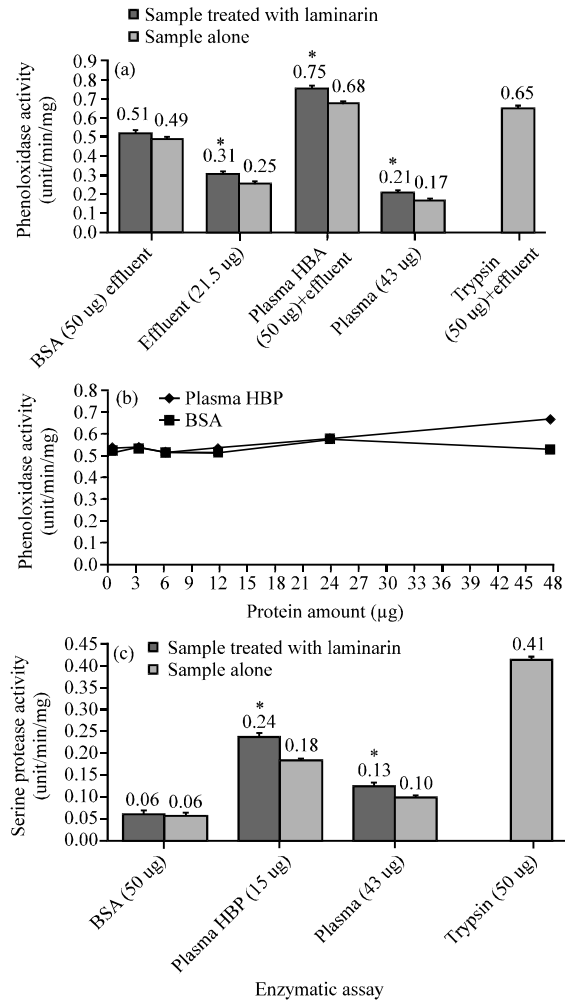 Sample treated with laminarin
Sample alone
(a)
Phenoloxidase activity
(unit/min/mg)
0.9
0.8
0.7
0.6
0.5
0.4
0.3
0.2
0.1
0.0
0.51
0.49
*
0.31
0.25
*
0.75
0.68
*
0.21
0.17
0.65
BSA (50 ug) effluent
Effluent (21.5 ug)
Plasma HBA
(50 ug)+effluent
Plasma (43 ug)
Trypsin
(50 ug)+effluent
(b)
Plasma HBP
BSA
Phenoloxidase activity
(unit/min/mg)
0.8
0.7
0.6
0.5
0.4
0.3
0.2
0.1
0.0
0 3 6 9 12 15 18 21 24 27 30 33 36 39 42 45 48
Protein amount (µg)
(c)
Sample treated with laminarin
Sample alone
Serine protease activity
(unit/min/mg)
0.45
0.40
0.35
0.30
0.25
0.20
0.15
0.10
0.05
0.00
0.06
0.06
*
0.24
0.18
*
0.13
0.10
0.41
BSA (50 ug)
Plasma HBP (15 ug)
Plasma (43 ug)
Trypsin (50 ug)
Enzymatic assay